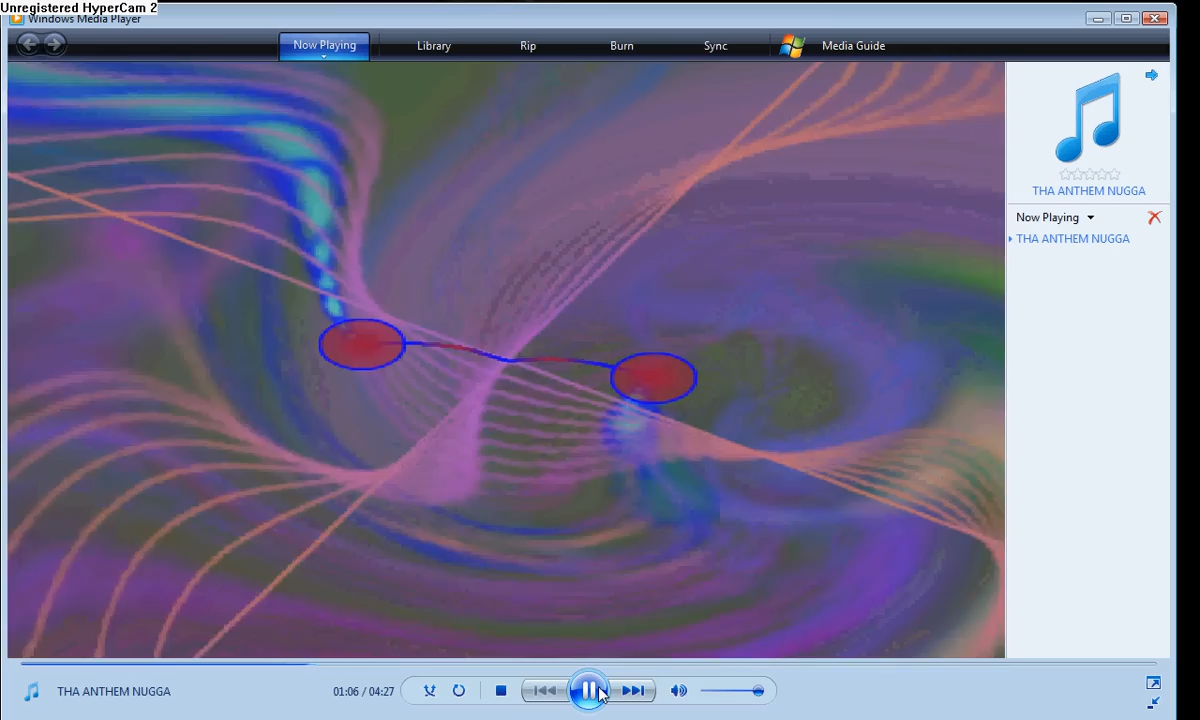 Unregistered HyperCam 2
Windows Media Player
Now Playing
Library
Rip
Burn
Sync
Media Guide
THA ANTHEM NUGGA
Now Playing
THA ANTHEM NUGGA
THA ANTHEM NUGGA
01:06 / 04:27